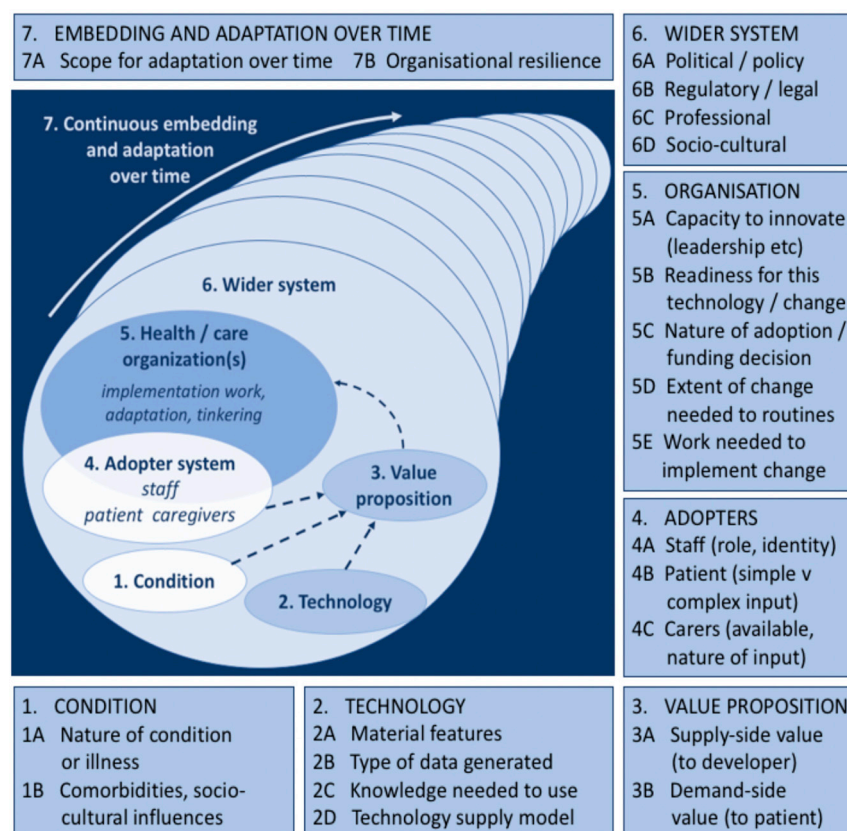 7. EMBEDDING AND ADAPTATION OVER TIME
7A Scope for adaptation over time 7B Organisational resilience
7. Continuous embedding
and adaptation
over time
6. Wider system
5. Health / care
organization(s)
implementation work,
adaptation, tinkering
4. Adopter system
staff
patient caregivers
3. Value
proposition
1. Condition
2. Technology
6. WIDER SYSTEM
6A Political / policy
6B Regulatory / legal
6C Professional
6D Socio-cultural
5. ORGANISATION
5A Capacity to innovate
(leadership etc)
5B Readiness for this
technology / change
5C Nature of adoption /
funding decision
5D Extent of change
needed to routines
5E Work needed to
implement change
4. ADOPTERS
4A Staff (role, identity)
4B Patient (simple v
complex input)
4C Carers (available,
nature of input)
1. CONDITION
1A Nature of condition
or illness
1B Comorbidities, socio-
cultural influences
2. TECHNOLOGY
2A Material features
2B Type of data generated
2C Knowledge needed to use
2D Technology supply model
3. VALUE PROPOSITION
3A Supply-side value
(to developer)
3B Demand-side
value (to patient)